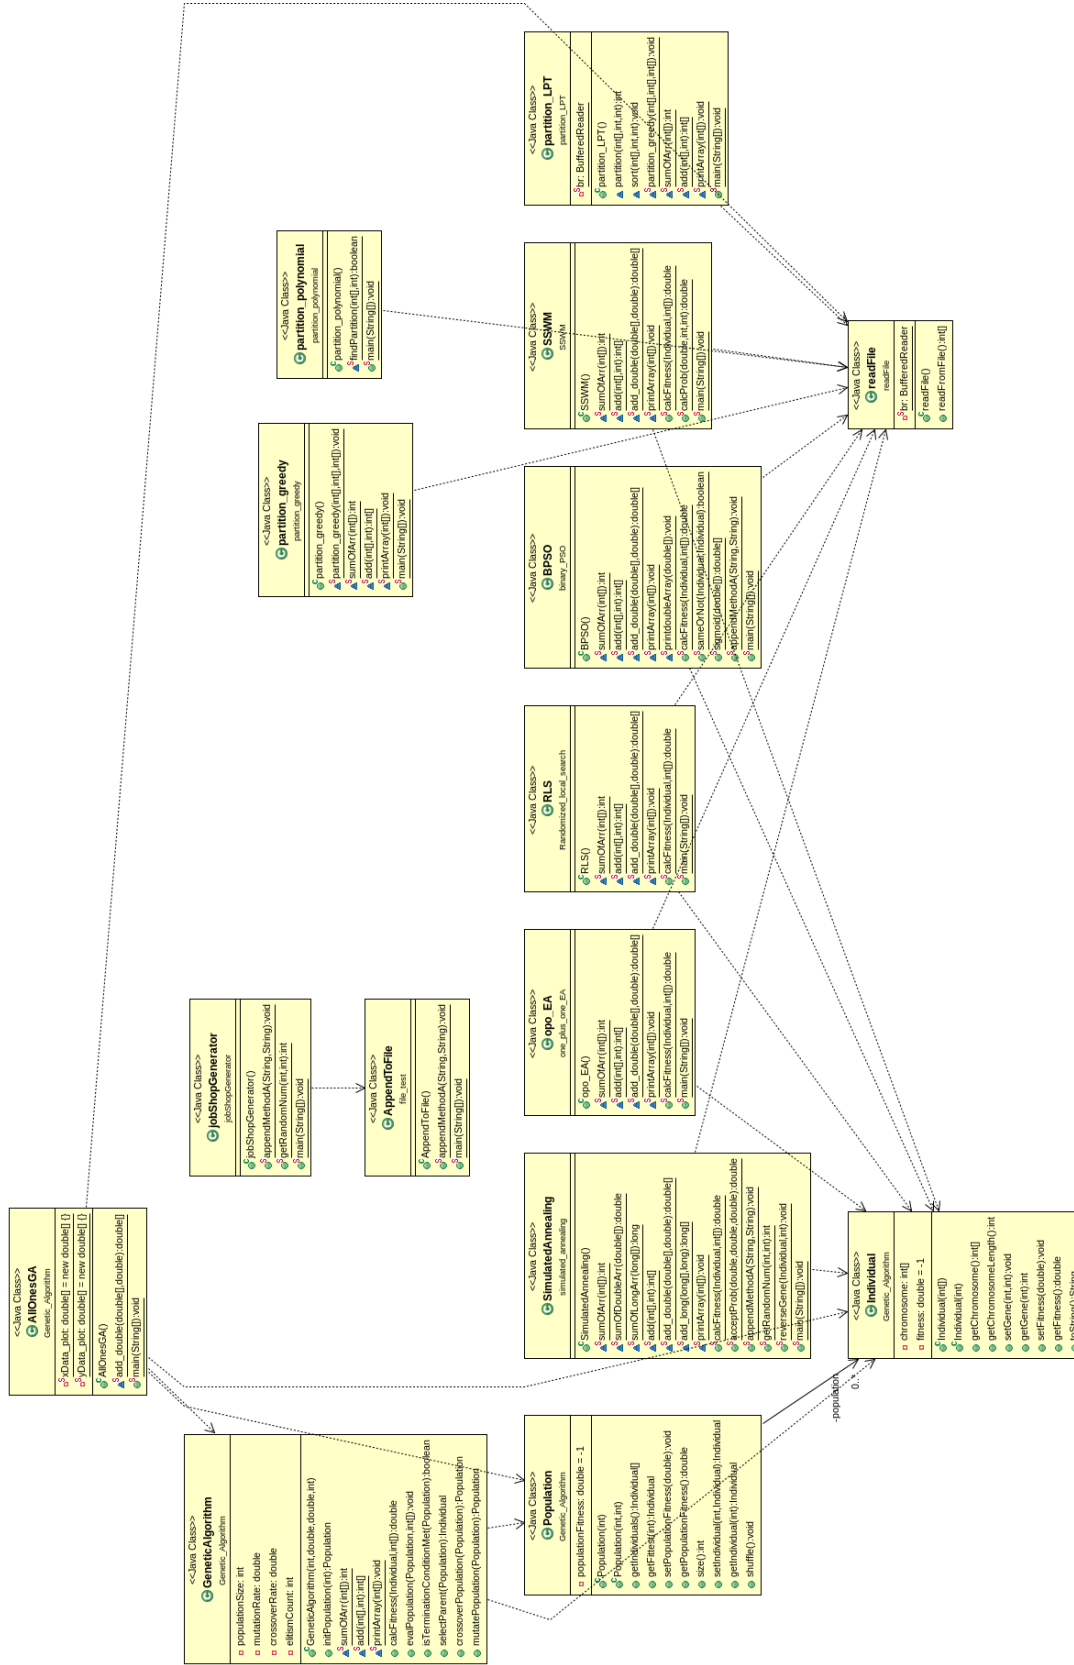 <<Java Class>>
AllOnesGA
Genetic_Algorithm
xData_plot: double[] = new double[] {}
yData_plot: double[] = new double[] {}
AllOnesGA()
add_double(double[],double):double[]
main(String[]):void
<<Java Class>>
GeneticAlgorithm
Genetic_Algorithm
populationSize: int
mutationRate: double
crossoverRate: double
elitismCount: int
GeneticAlgorithm(int,double,double,int)
initPopulation(int):Population
sumOfArr(int[]):int
add(int[],int):int[]
printArray(int[]):void
calcFitness(Individual,int[]):double
evalPopulation(Population,int[]):void
isTerminationConditionMet(Population):boolean
selectParent(Population):Individual
crossoverPopulation(Population):Population
mutatePopulation(Population):Population
<<Java Class>>
jobShopGenerator
jobShopGenerator
jobShopGenerator()
appendMethodA(String,String):void
getRandomNum(int,int):int
main(String[]):void
<<Java Class>>
AppendToFile
file_test
AppendToFile()
appendMethodA(String,String):void
main(String[]):void
<<Java Class>>
partition_greedy
partition_greedy
partition_greedy()
partition_greedy(int[],int[],int[]):void
sumOfArr(int[]):int
add(int[],int):int[]
printArray(int[]):void
main(String[]):void
<<Java Class>>
partition_polynomial
partition_polynomial
partition_polynomial()
findPartition(int[],int):boolean
main(String[]):void
<<Java Class>>
Population
Genetic_Algorithm
populationFitness: double = -1
Population(int)
Population(int,int)
getIndividuals():Individual[]
getFittest(int):Individual
setPopulationFitness(double):void
getPopulationFitness():double
size():int
setIndividual(int,Individual):Individual
getIndividual(int):Individual
shuffle():void
<<Java Class>>
SimulatedAnnealing
simulated_annealing
SimulatedAnnealing()
sumOfArr(int[]):int
sumOfDoubleArr(double[]):double
sumOfLongArr(long[]):long
add(int[],int):int[]
add_double(double[],double):double[]
add_long(long[],long):long[]
printArray(int[]):void
calcFitness(Individual,int[]):double
acceptProb(double,double,double):double
appendMethodA(String,String):void
getRandomNum(int,int):int
reverseGene(Individual,int):void
main(String[]):void
<<Java Class>>
opo_EA
one_plus_one_EA
opo_EA()
sumOfArr(int[]):int
add(int[],int):int[]
add_double(double[],double):double[]
printArray(int[]):void
calcFitness(Individual,int[]):double
main(String[]):void
<<Java Class>>
RLS
Randomized_local_search
RLS()
sumOfArr(int[]):int
add(int[],int):int[]
add_double(double[],double):double[]
printArray(int[]):void
calcFitness(Individual,int[]):double
main(String[]):void
<<Java Class>>
BPSO
binary_PSO
BPSO()
sumOfArr(int[]):int
add(int[],int):int[]
add_double(double[],double):double[]
printArray(int[]):void
printdoubleArray(double[]):void
calcFitness(Individual,int[]):double
sameOrNot(Individual,Individual):boolean
sigmoid(double[]):double[]
appendMethodA(String,String):void
main(String[]):void
<<Java Class>>
SSWM
SSWM
SSWM()
sumOfArr(int[]):int
add(int[],int):int[]
add_double(double[],double):double[]
printArray(int[]):void
calcFitness(Individual,int[]):double
calcProb(double,int,int):double
main(String[]):void
<<Java Class>>
partition_LPT
partition_LPT
br: BufferedReader
partition_LPT()
partition(int[],int,int):int
sort(int[],int,int):void
partition_greedy(int[],int[],int[]):void
sumOfArr(int[]):int
add(int[],int):int[]
printArray(int[]):void
main(String[]):void
-population
0..*
<<Java Class>>
Individual
Genetic_Algorithm
chromosome: int[]
fitness: double = -1
Individual(int[])
Individual(int)
getChromosome():int[]
getChromosomeLength():int
setGene(int,int):void
getGene(int):int
setFitness(double):void
getFitness():double
toString():String
<<Java Class>>
readFile
readFile
br: BufferedReader
readFile()
readFromFile():int[]